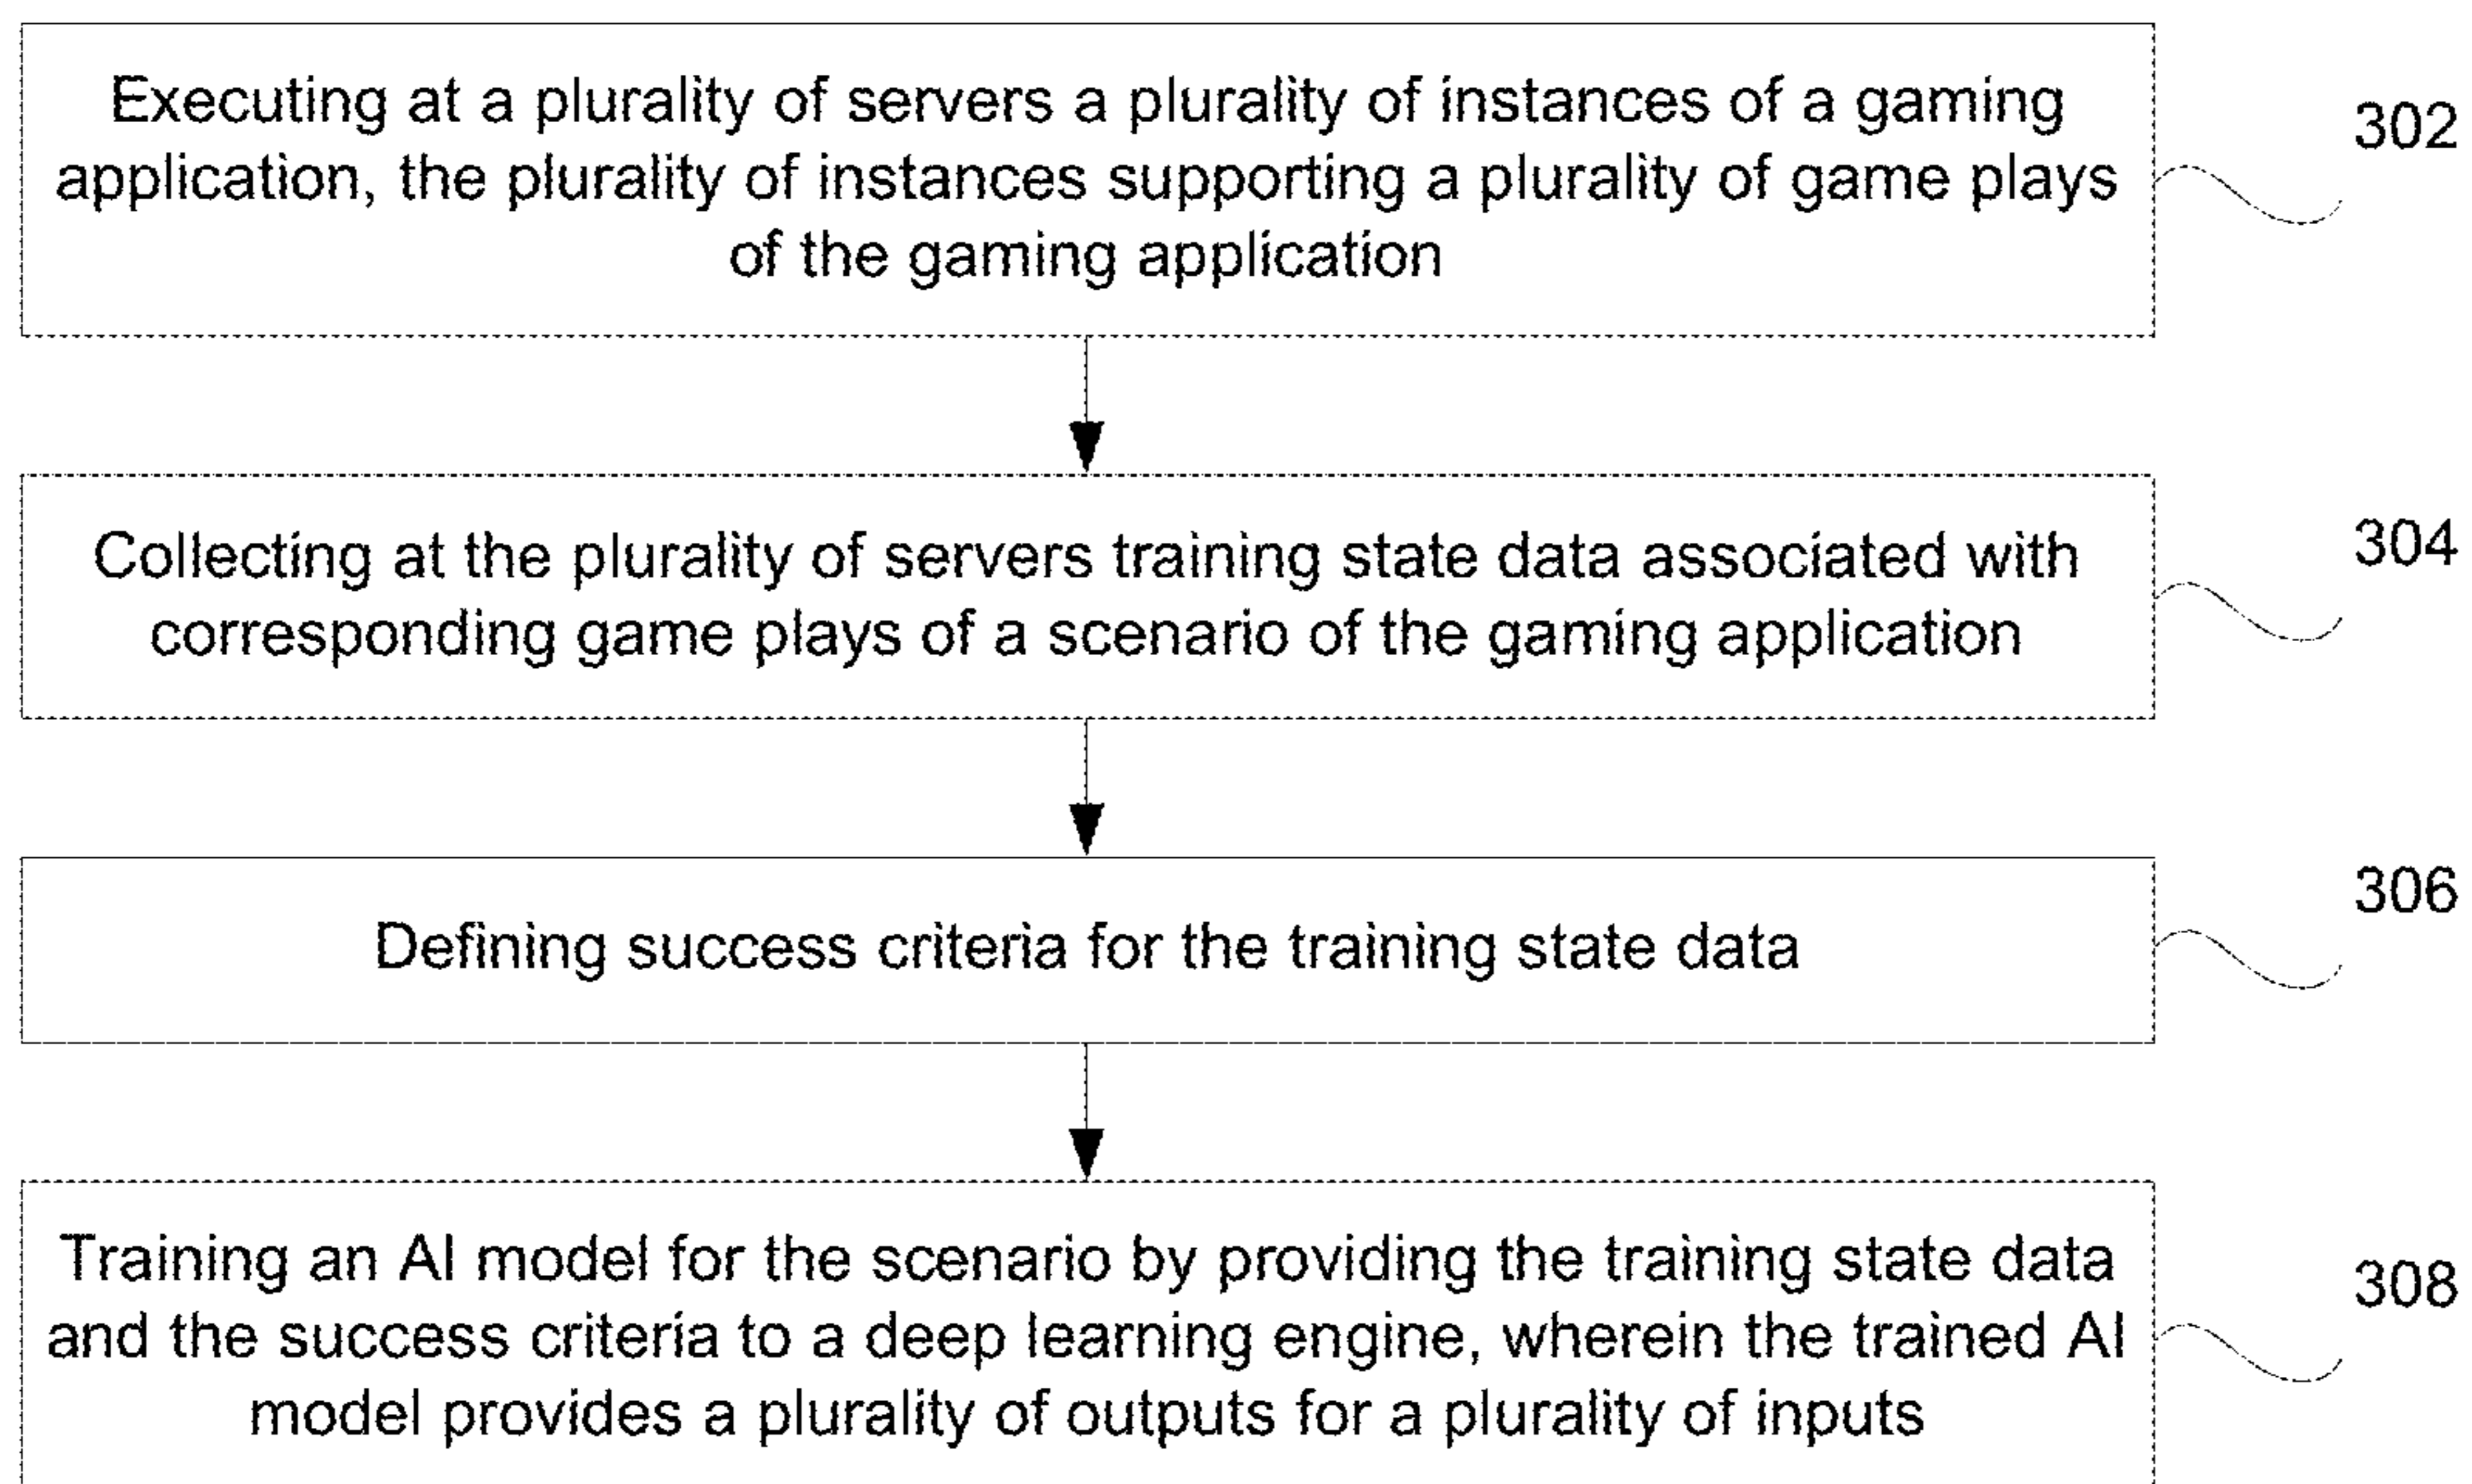 Executing at a plurality of servers a plurality of instances of a gaming
application, the plurality of instances supporting a plurality of game plays
of the gaming application
302
Collecting at the plurality of servers training state data associated with
corresponding game plays of a scenario of the gaming application
304
Defining success criteria for the training state data
306
Training an AI model for the scenario by providing the training state data
and the success criteria to a deep learning engine, wherein the trained AI
model provides a plurality of outputs for a plurality of inputs
308